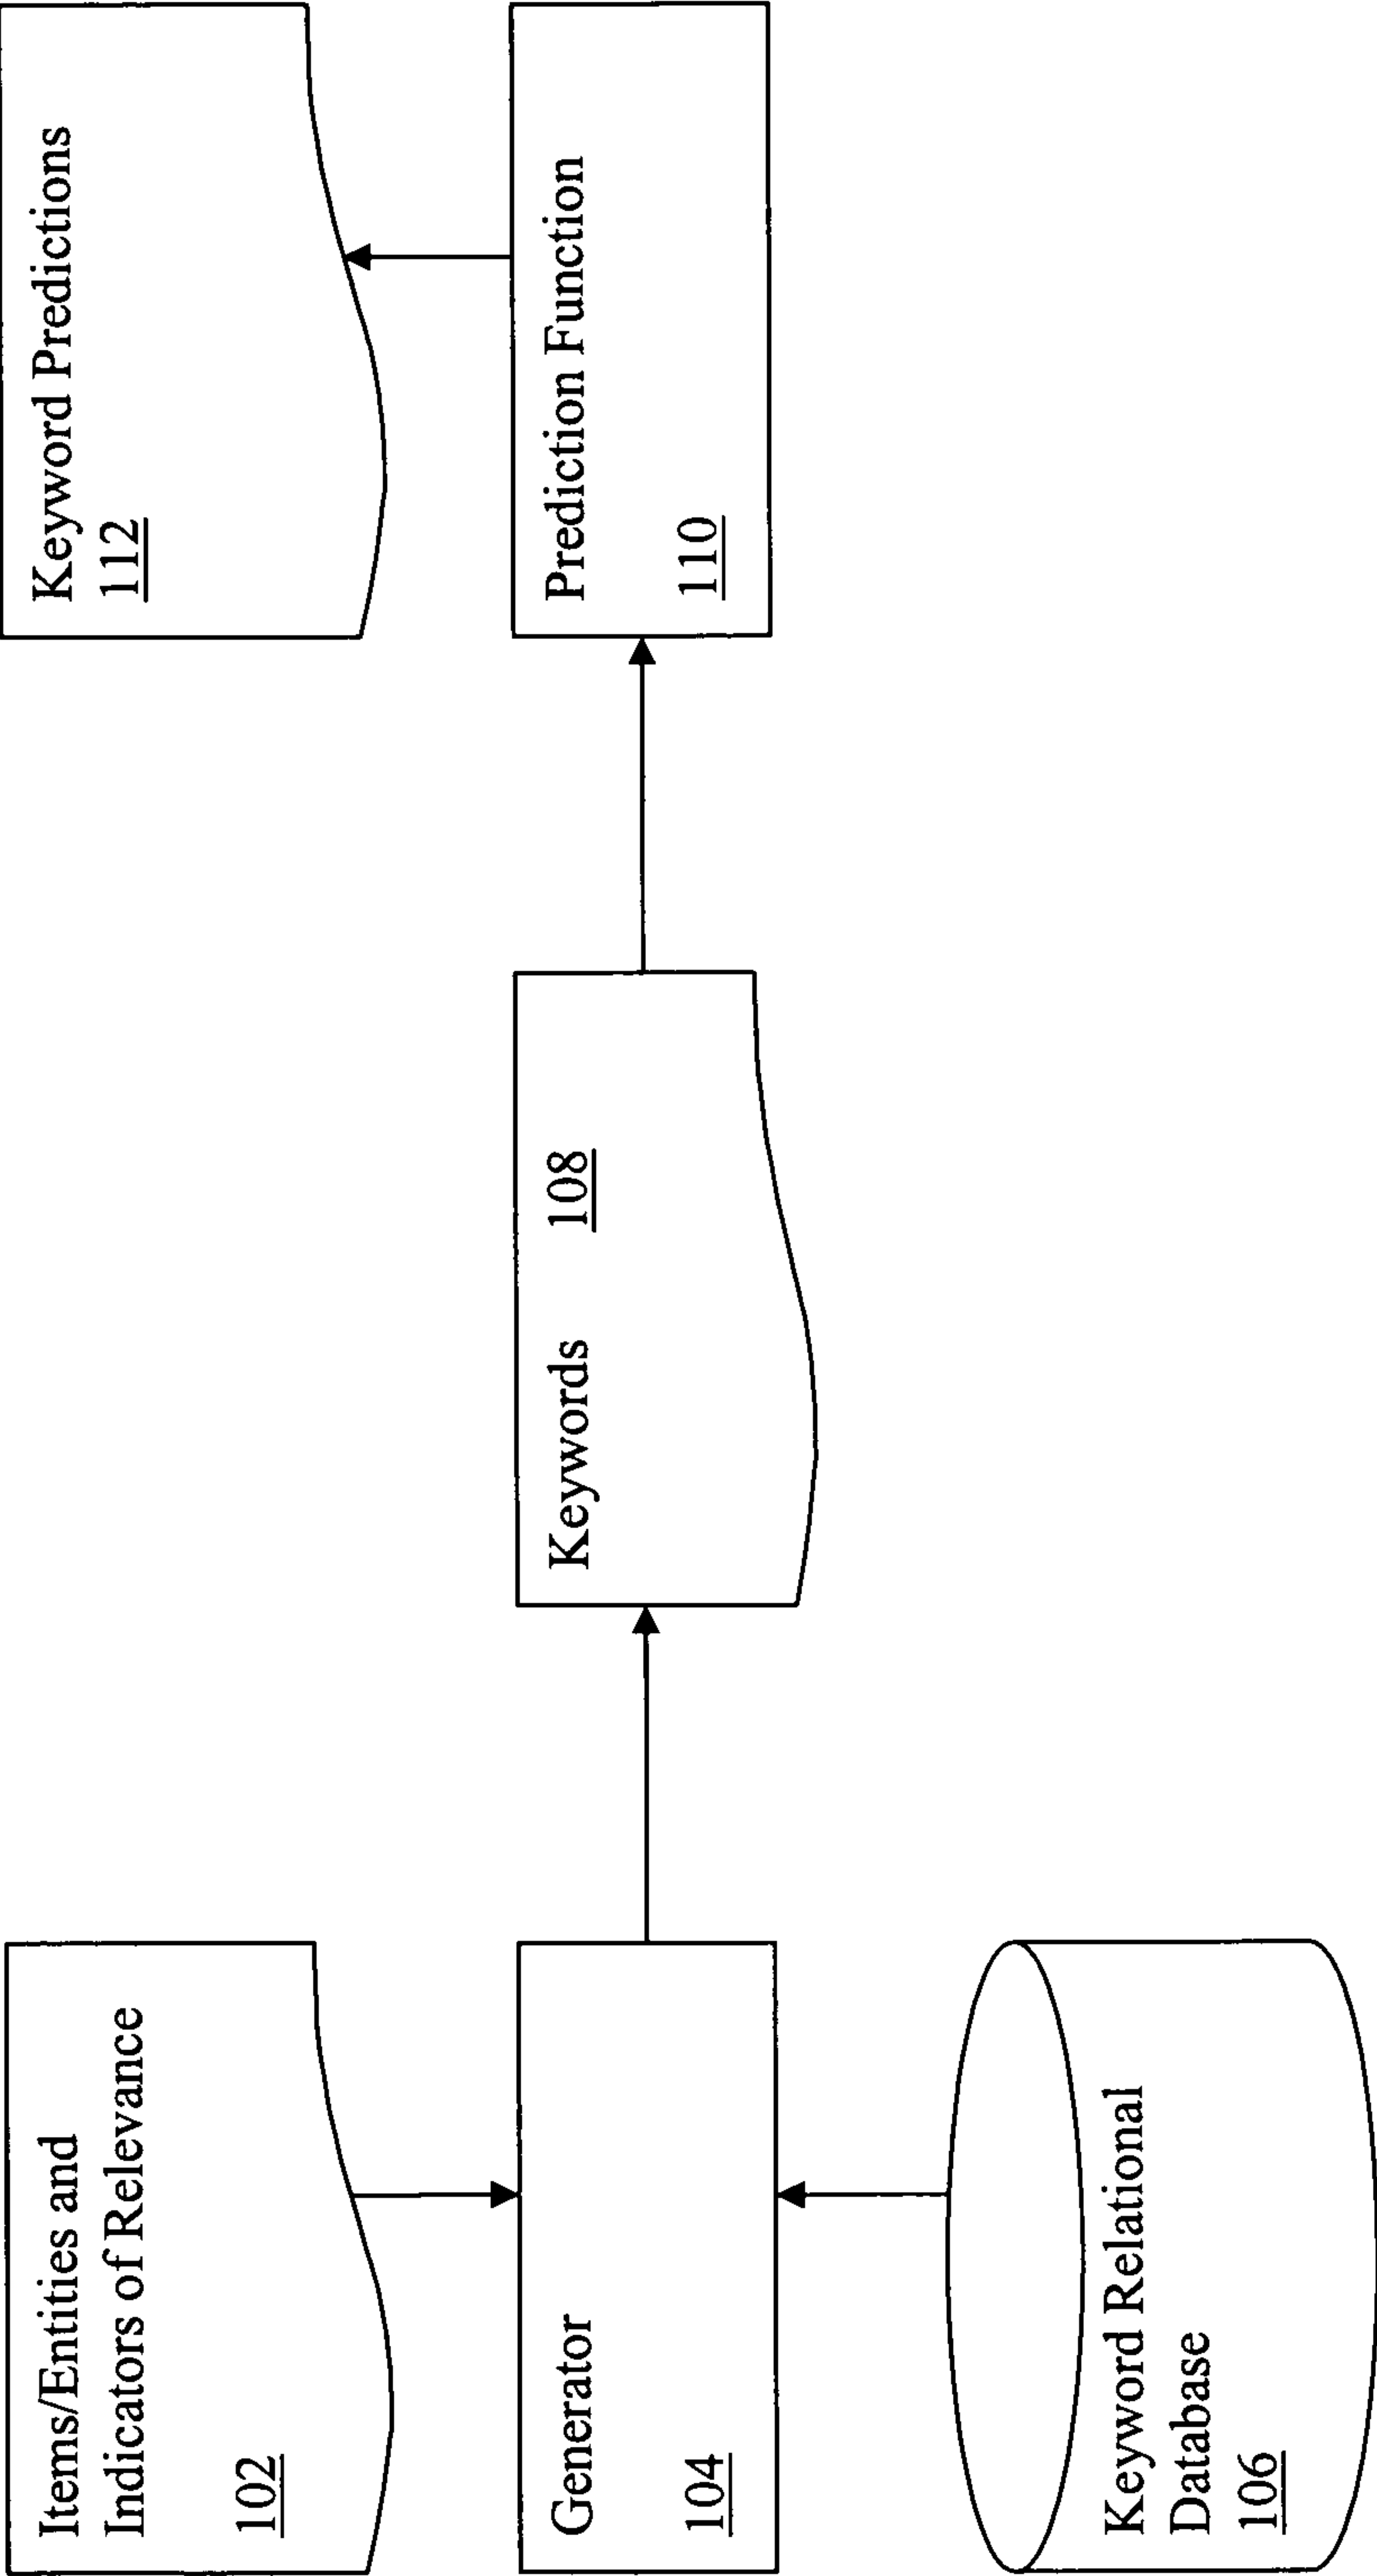 Items/Entities and
Indicators of Relevance
102
Generator
104
Keyword Relational
Database
106
Keywords 108
Keyword Predictions
112
Prediction Function
110